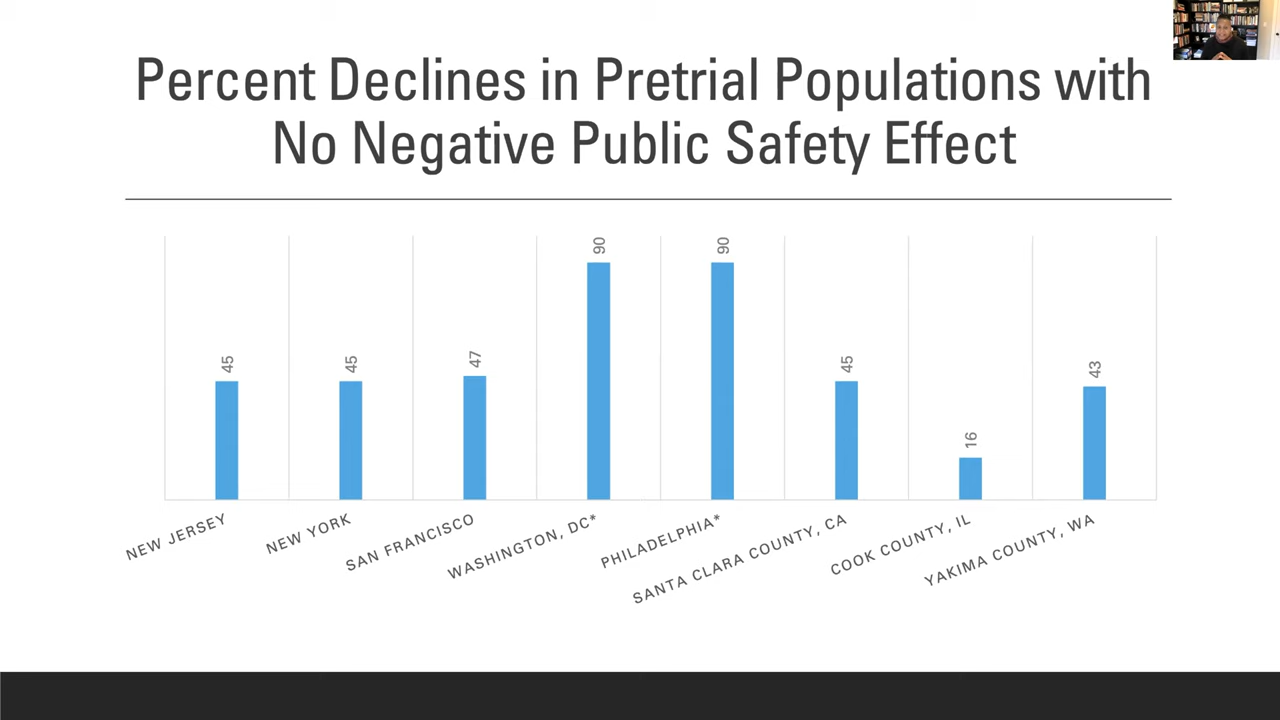 Percent Declines in Pretrial Populations with
No Negative Public Safety Effect
45
45
47
90
90
45
16
43
NEW JERSEY
NEW YORK
SAN FRANCISCO
WASHINGTON, DC*
PHILADELPHIA*
SANTA CLARA COUNTY, CA
COOK COUNTY, IL
YAKIMA COUNTY, WA